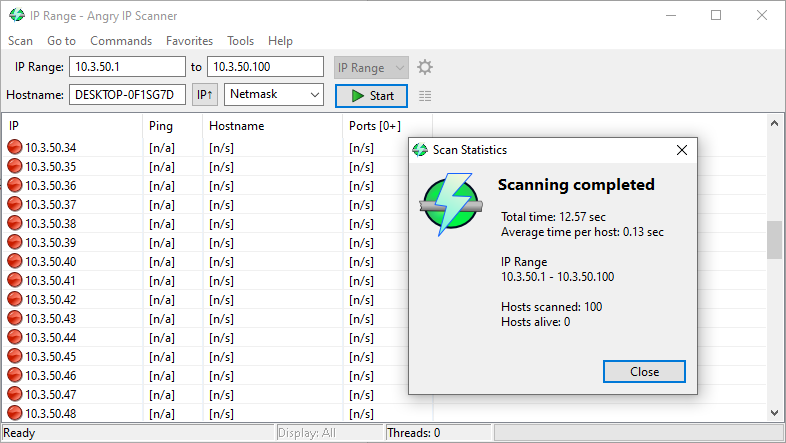 IP Range - Angry IP Scanner
Scan Go to Commands Favorites Tools Help
IP Range: 10.3.50.1 to 10.3.50.100 IP Range
Hostname: DESKTOP-0F1SG7D IP↑ Netmask Start
IP Ping Hostname Ports [0+]
10.3.50.34 [n/a] [n/s] [n/s]
10.3.50.35 [n/a] [n/s] [n/s]
10.3.50.36 [n/a] [n/s] [n/s]
10.3.50.37 [n/a] [n/s] [n/s]
10.3.50.38 [n/a] [n/s] [n/s]
10.3.50.39 [n/a] [n/s] [n/s]
10.3.50.40 [n/a] [n/s] [n/s]
10.3.50.41 [n/a] [n/s] [n/s]
10.3.50.42 [n/a] [n/s] [n/s]
10.3.50.43 [n/a] [n/s] [n/s]
10.3.50.44 [n/a] [n/s] [n/s]
10.3.50.45 [n/a] [n/s] [n/s]
10.3.50.46 [n/a] [n/s] [n/s]
10.3.50.47 [n/a] [n/s] [n/s]
10.3.50.48 [n/a] [n/s] [n/s]
Scan Statistics
Scanning completed
Total time: 12.57 sec
Average time per host: 0.13 sec
IP Range
10.3.50.1 - 10.3.50.100
Hosts scanned: 100
Hosts alive: 0
Close
Ready Display: All Threads: 0